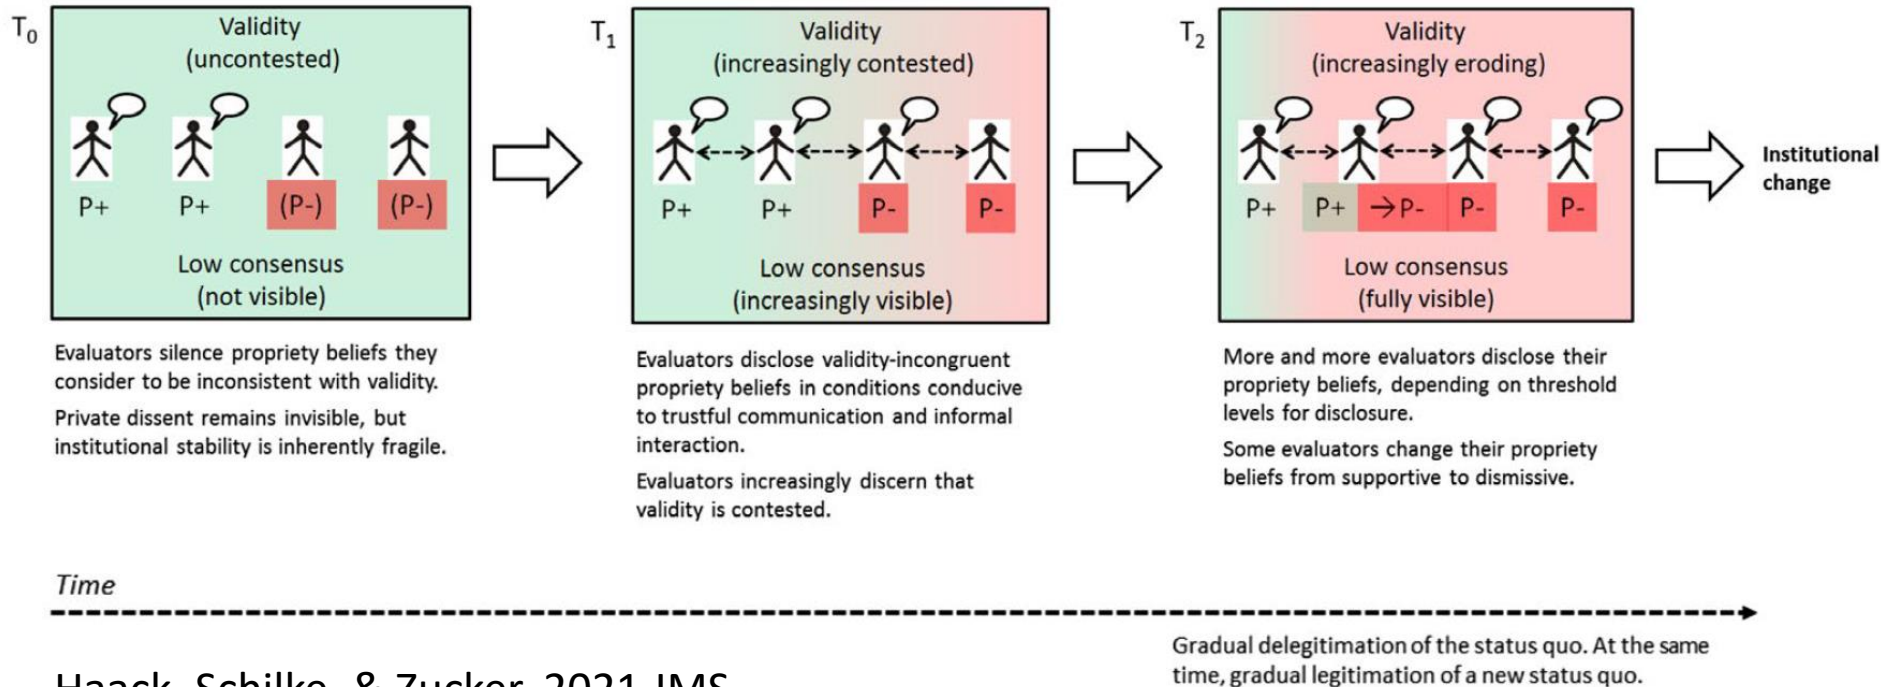 T0
Validity
(uncontested)
P+ P+ (P-) (P-)
Low consensus
(not visible)
Evaluators silence propriety beliefs they
consider to be inconsistent with validity.
Private dissent remains invisible, but
institutional stability is inherently fragile.
T1
Validity
(increasingly contested)
P+ P+ P- P-
Low consensus
(increasingly visible)
Evaluators disclose validity-incongruent
propriety beliefs in conditions conducive
to trustful communication and informal
interaction.
Evaluators increasingly discern that
validity is contested.
T2
Validity
(increasingly eroding)
P+ P+ →P- P- P-
Low consensus
(fully visible)
More and more evaluators disclose their
propriety beliefs, depending on threshold
levels for disclosure.
Some evaluators change their propriety
beliefs from supportive to dismissive.
Institutional
change
Time
Gradual delegitimation of the status quo. At the same
time, gradual legitimation of a new status quo.
Haack, Schilke, & Zucker, 2021 JMS